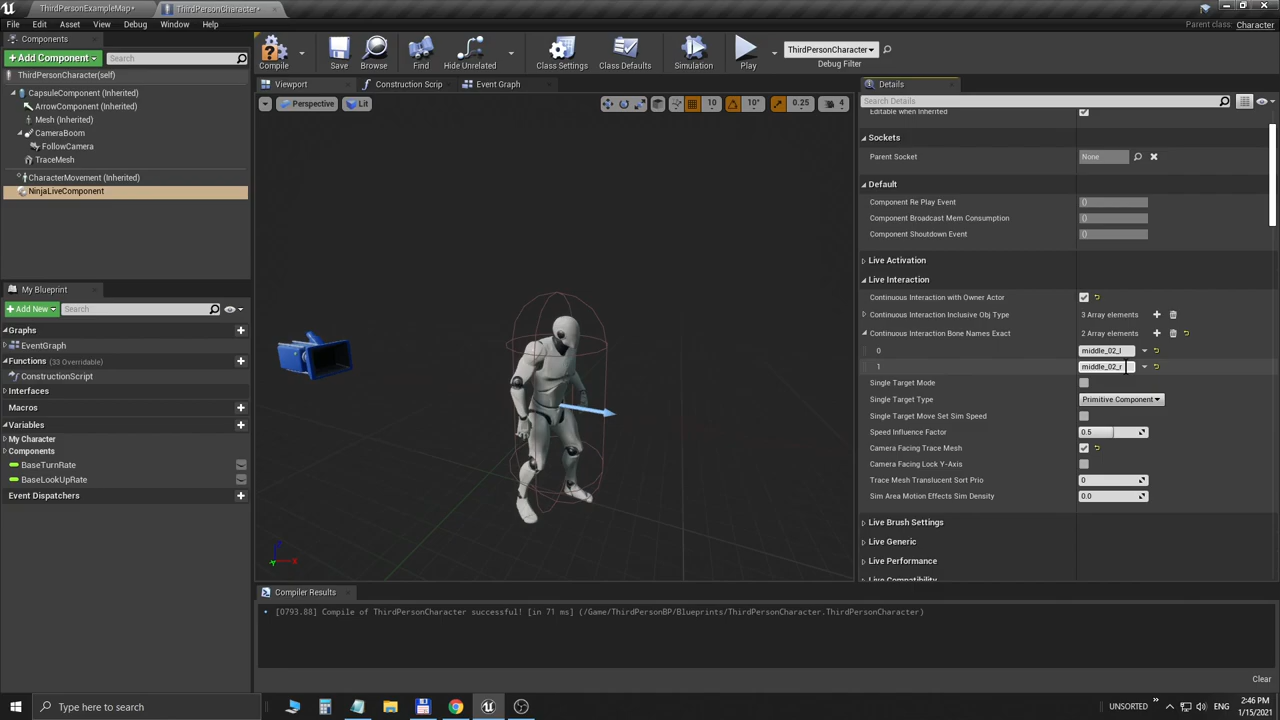 ThirdPersonExampleMap*
ThirdPersonCharacter*
File Edit Asset View Debug Window Help
Parent class: Character
Components
+ Add Component
Search
ThirdPersonCharacter(self)
CapsuleComponent (Inherited)
ArrowComponent (Inherited)
Mesh (Inherited)
CameraBoom
FollowCamera
TraceMesh
CharacterMovement (Inherited)
NinjaLiveComponent
My Blueprint
+ Add New
Search
Graphs
EventGraph
Functions (33 Overridable)
ConstructionScript
Interfaces
Macros
Variables
My Character
Components
BaseTurnRate
BaseLookUpRate
Event Dispatchers
Compile
Save
Browse
Find
Hide Unrelated
Class Settings
Class Defaults
Simulation
Play
ThirdPersonCharacter
Debug Filter
Viewport
Construction Scrip
Event Graph
Perspective
Lit
10
10°
0.25
4
Details
Search Details
Editable when Inherited
Sockets
Parent Socket None
Default
Component Re Play Event ()
Component Broadcast Mem Consumption ()
Component Shoutdown Event ()
Live Activation
Live Interaction
Continuous Interaction with Owner Actor
Continuous Interaction Inclusive Obj Type 3 Array elements
Continuous Interaction Bone Names Exact 2 Array elements
0 middle_02_l
1 middle_02_r
Single Target Mode
Single Target Type Primitive Component
Single Target Move Set Sim Speed
Speed Influence Factor 0.5
Camera Facing Trace Mesh
Camera Facing Lock Y-Axis
Trace Mesh Translucent Sort Prio 0
Sim Area Motion Effects Sim Density 0.0
Live Brush Settings
Live Generic
Live Performance
Live Compatibility
Compiler Results
[0793.88] Compile of ThirdPersonCharacter successful! [in 71 ms] (/Game/ThirdPersonBP/Blueprints/ThirdPersonCharacter.ThirdPersonCharacter)
Clear
Type here to search
UNSORTED
ENG
2:46 PM
1/15/2021